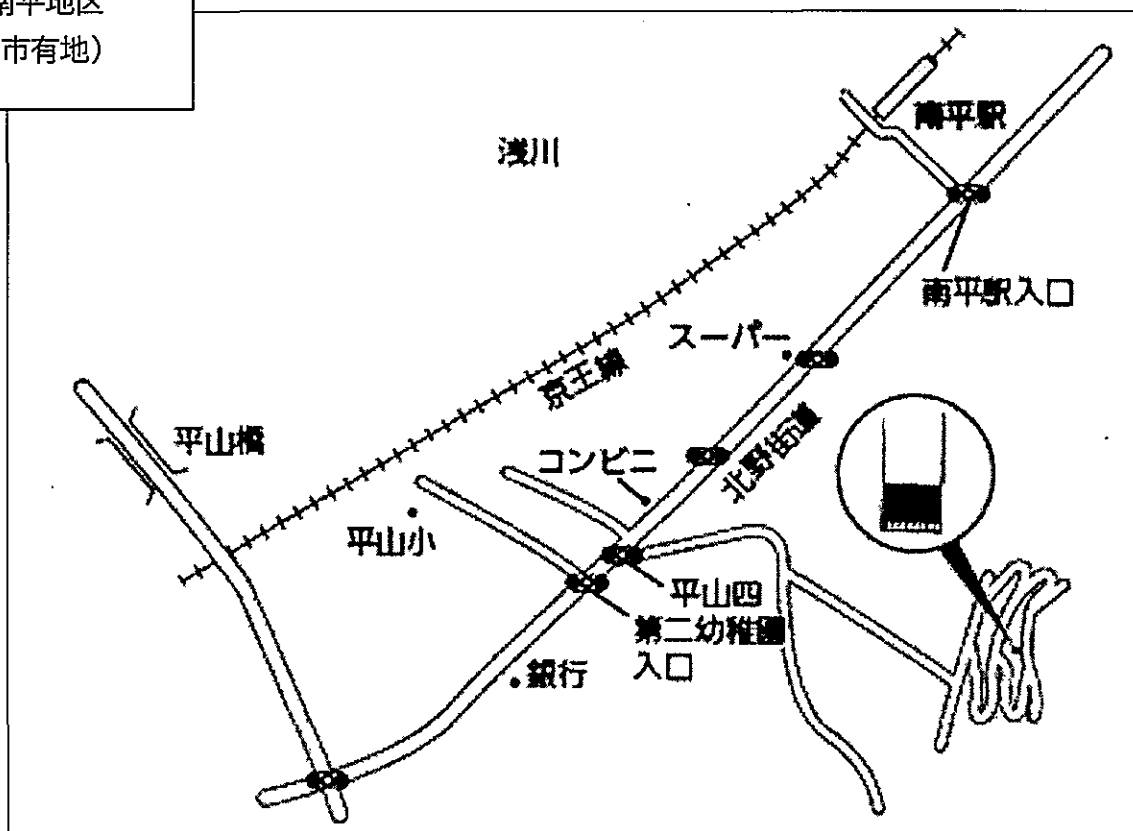 南平地区
市有地）
浅川
南平駅
南平駅入口
スーパー
京王線
平山橋
北野街道
コンビニ
平山小
平山四
第二幼稚園
入口
銀行